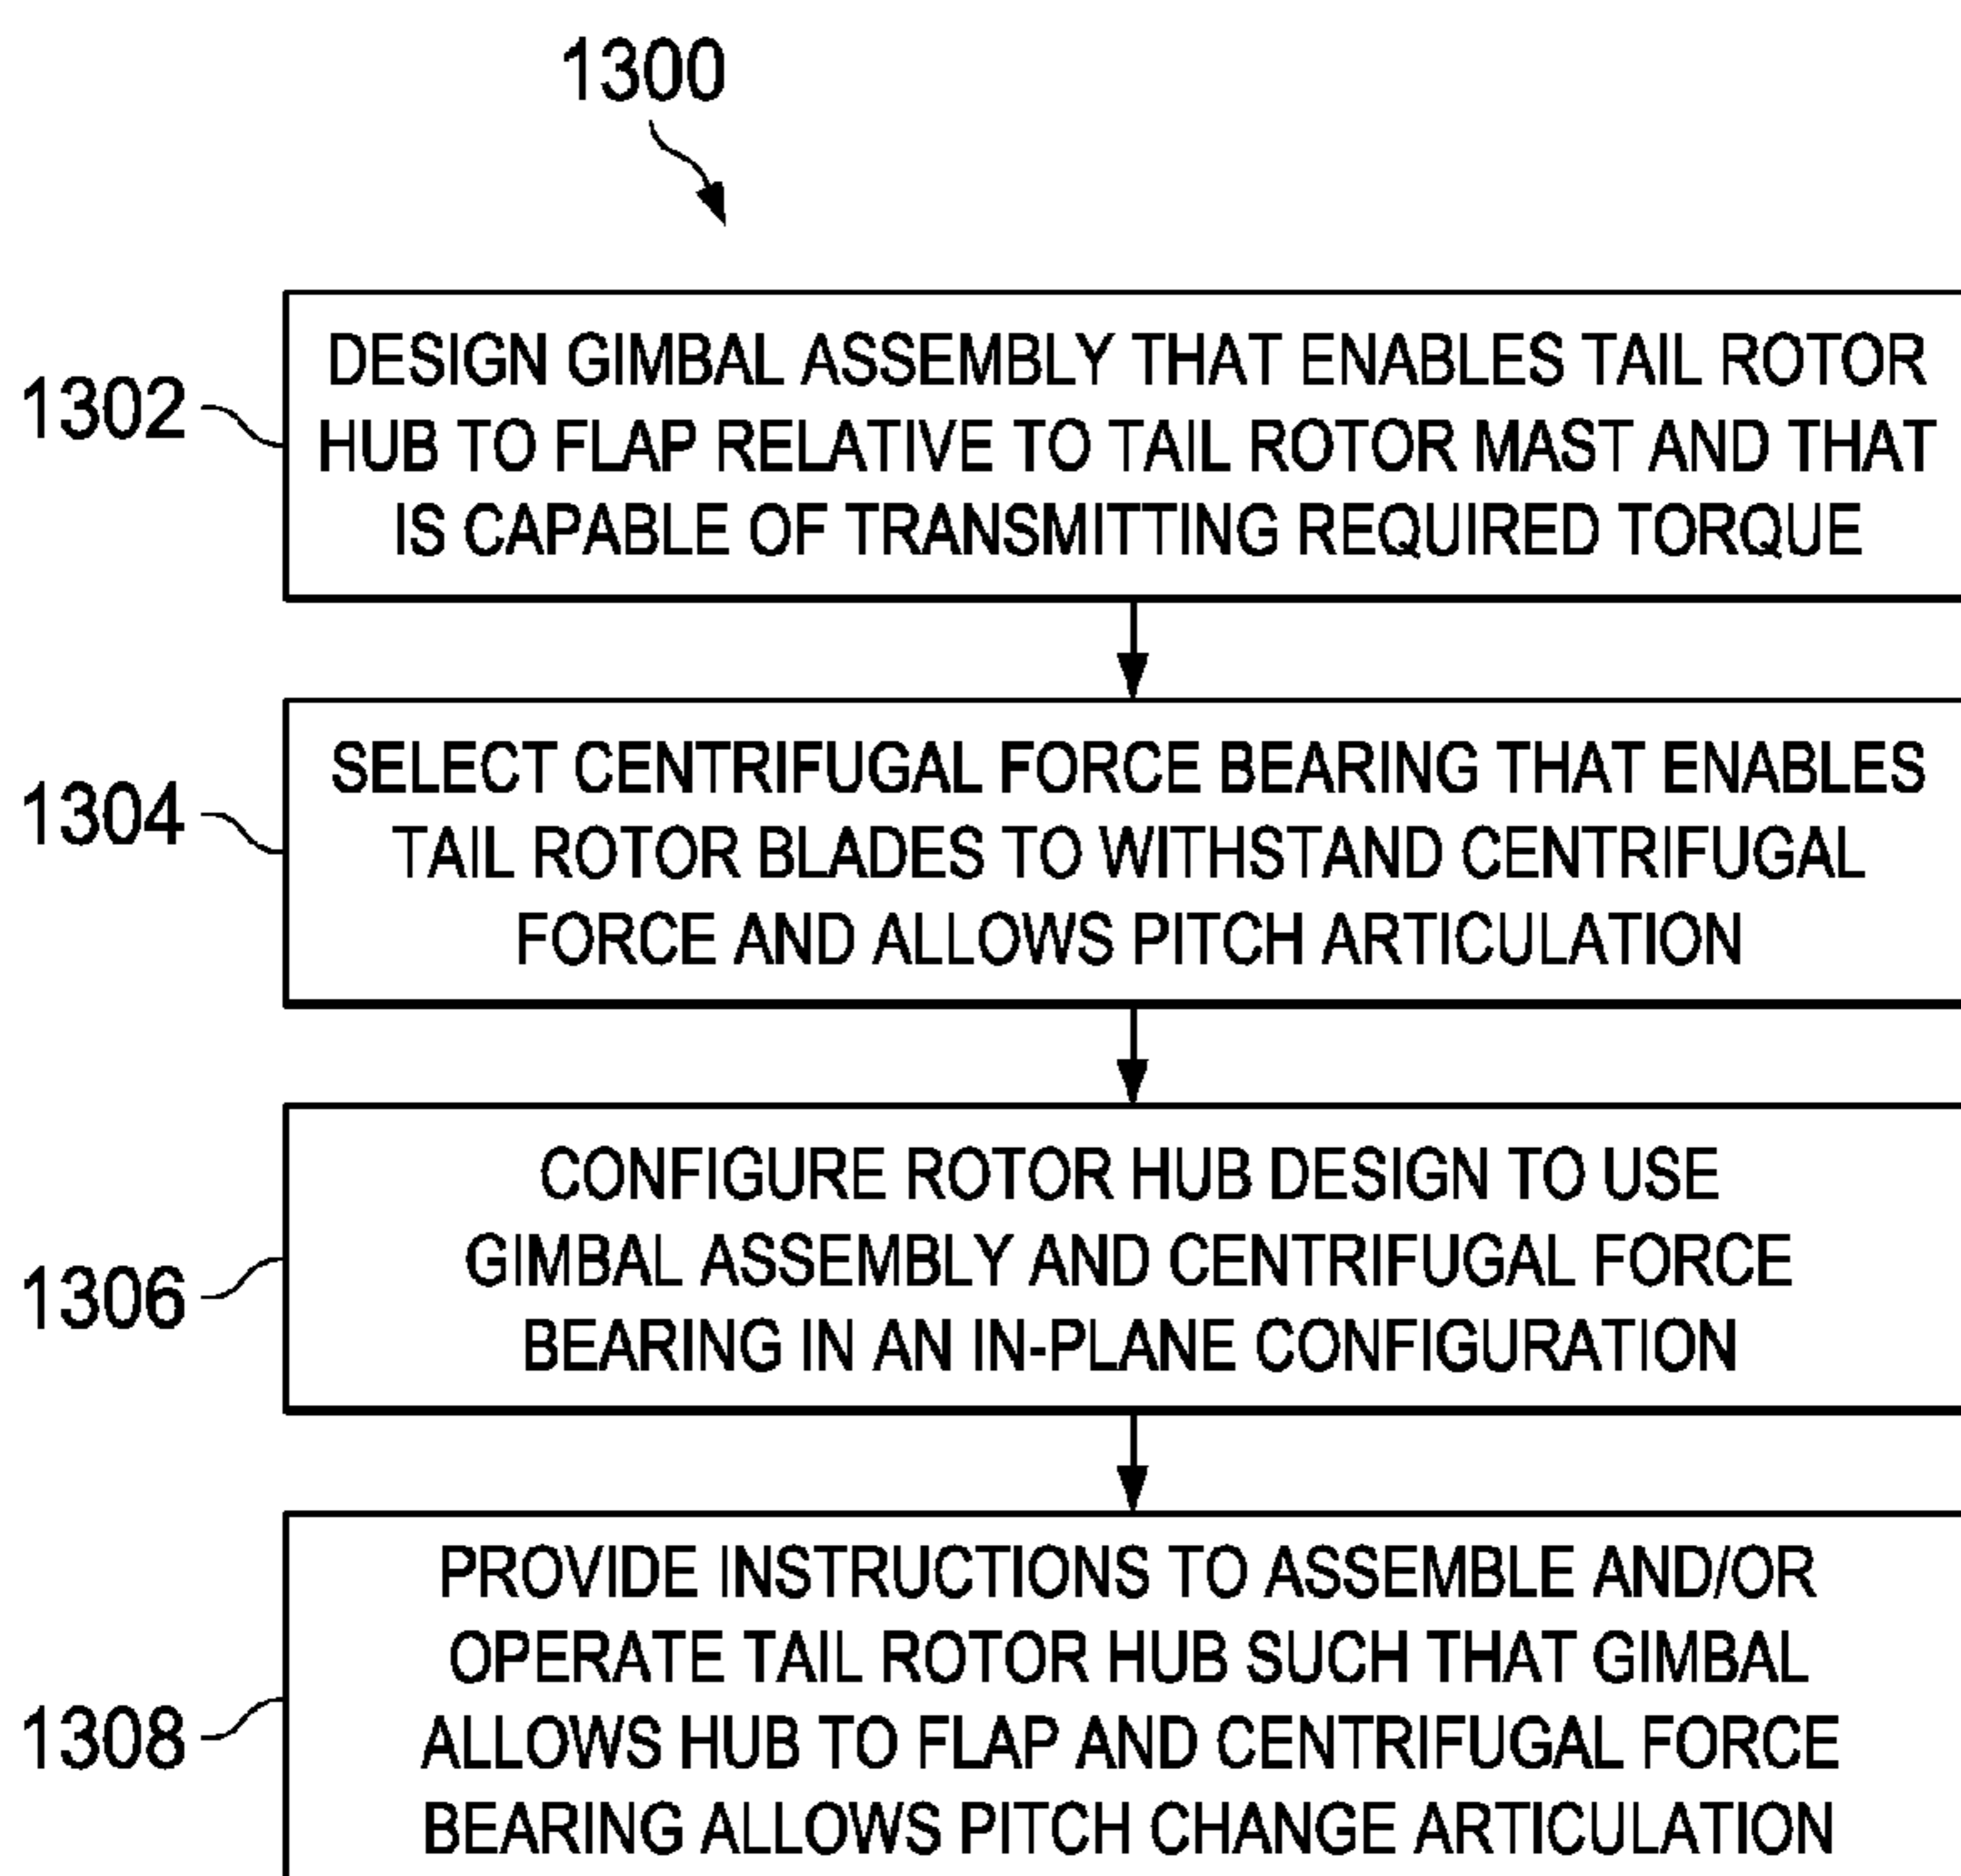 1300
1302
DESIGN GIMBAL ASSEMBLY THAT ENABLES TAIL ROTOR
HUB TO FLAP RELATIVE TO TAIL ROTOR MAST AND THAT
IS CAPABLE OF TRANSMITTING REQUIRED TORQUE
1304
SELECT CENTRIFUGAL FORCE BEARING THAT ENABLES
TAIL ROTOR BLADES TO WITHSTAND CENTRIFUGAL
FORCE AND ALLOWS PITCH ARTICULATION
1306
CONFIGURE ROTOR HUB DESIGN TO USE
GIMBAL ASSEMBLY AND CENTRIFUGAL FORCE
BEARING IN AN IN-PLANE CONFIGURATION
1308
PROVIDE INSTRUCTIONS TO ASSEMBLE AND/OR
OPERATE TAIL ROTOR HUB SUCH THAT GIMBAL
ALLOWS HUB TO FLAP AND CENTRIFUGAL FORCE
BEARING ALLOWS PITCH CHANGE ARTICULATION